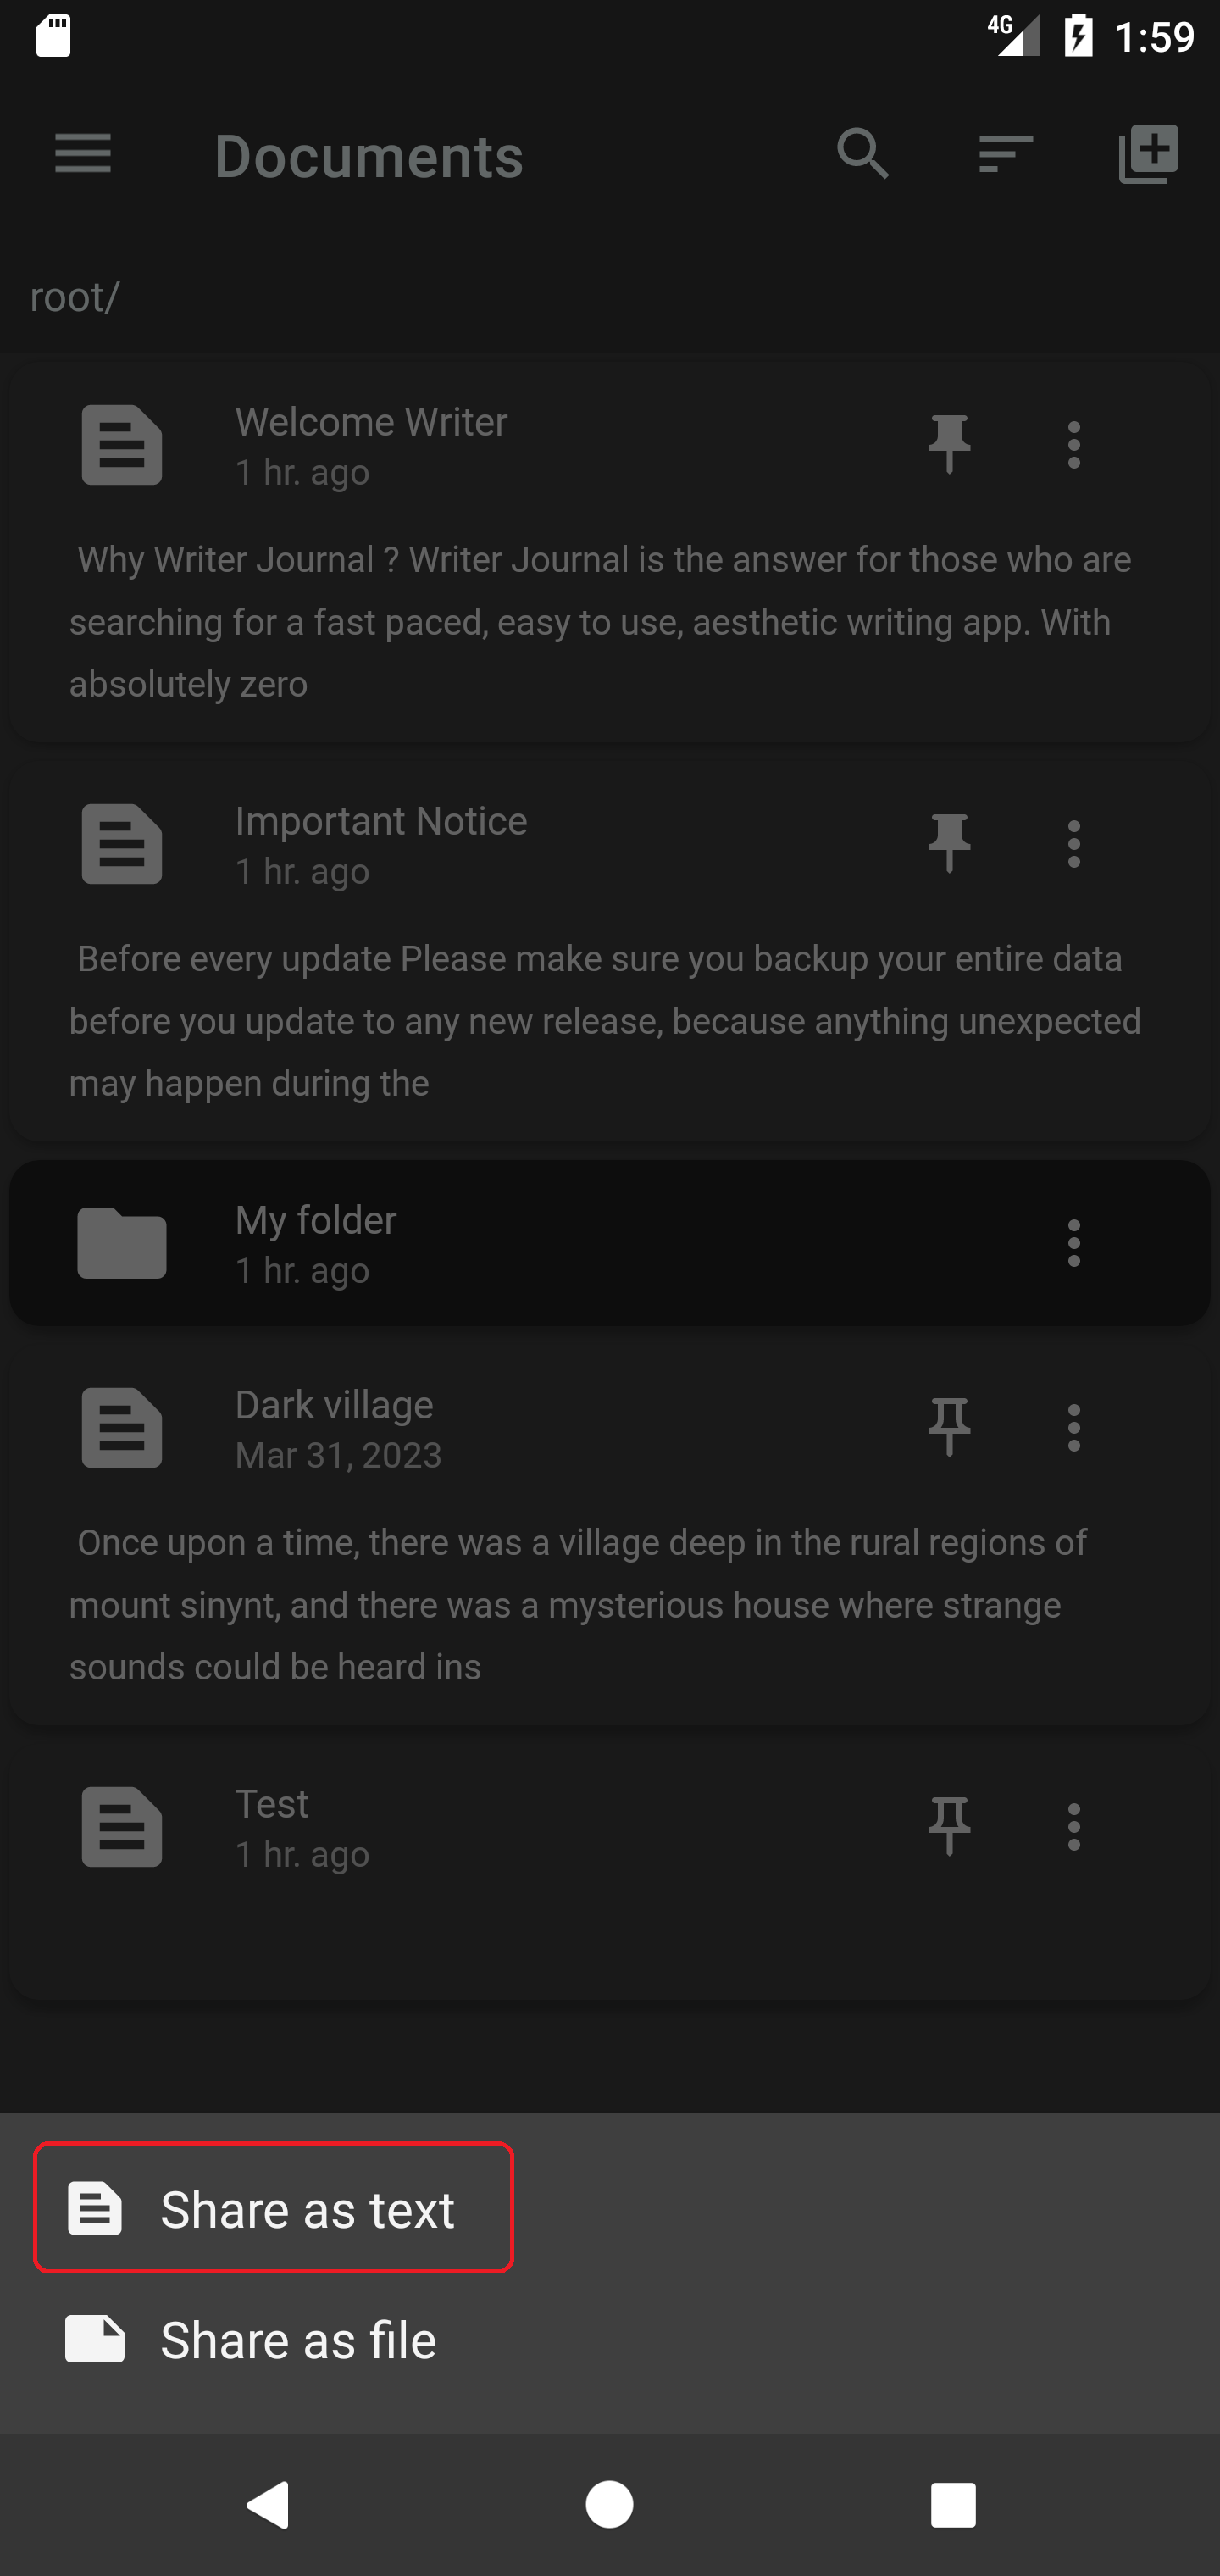 4G 1:59
Documents
root/
Welcome Writer
1 hr. ago
Why Writer Journal ? Writer Journal is the answer for those who are
searching for a fast paced, easy to use, aesthetic writing app. With
absolutely zero
Important Notice
1 hr. ago
Before every update Please make sure you backup your entire data
before you update to any new release, because anything unexpected
may happen during the
My folder
1 hr. ago
Dark village
Mar 31, 2023
Once upon a time, there was a village deep in the rural regions of
mount sinynt, and there was a mysterious house where strange
sounds could be heard ins
Test
1 hr. ago
Share as text
Share as file